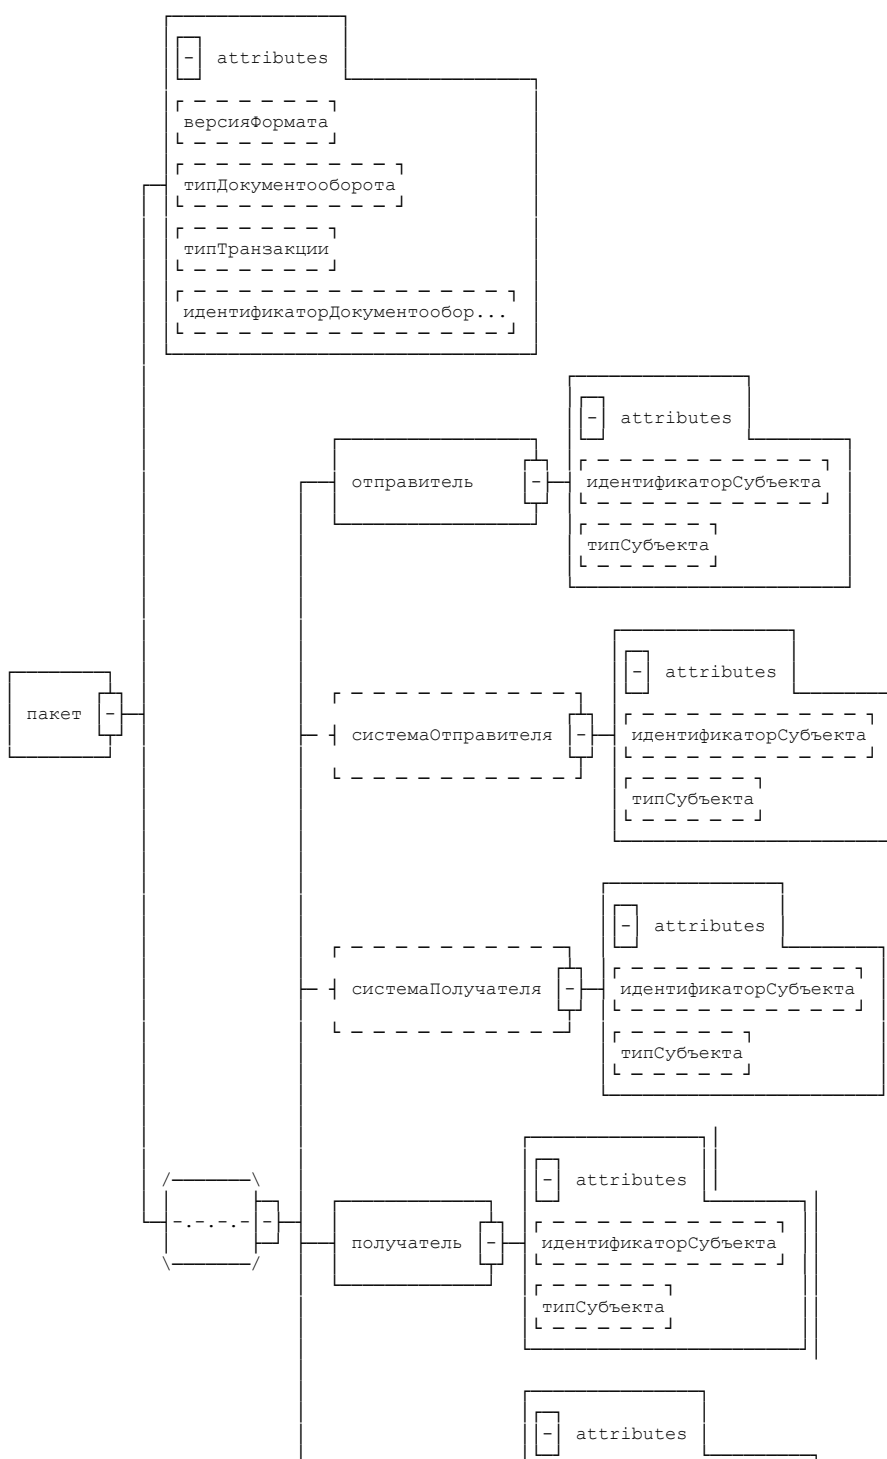 - attributes
версияФормата
типДокументооборота
типТранзакции
идентификаторДокументообор...
- attributes
отправитель -
идентификаторСубъекта
типСубъекта
- attributes
пакет -
системаОтправителя -
идентификаторСубъекта
типСубъекта
- attributes
системаПолучателя -
идентификаторСубъекта
типСубъекта
- attributes
-.-.-.- -
получатель -
идентификаторСубъекта
типСубъекта
- attributes